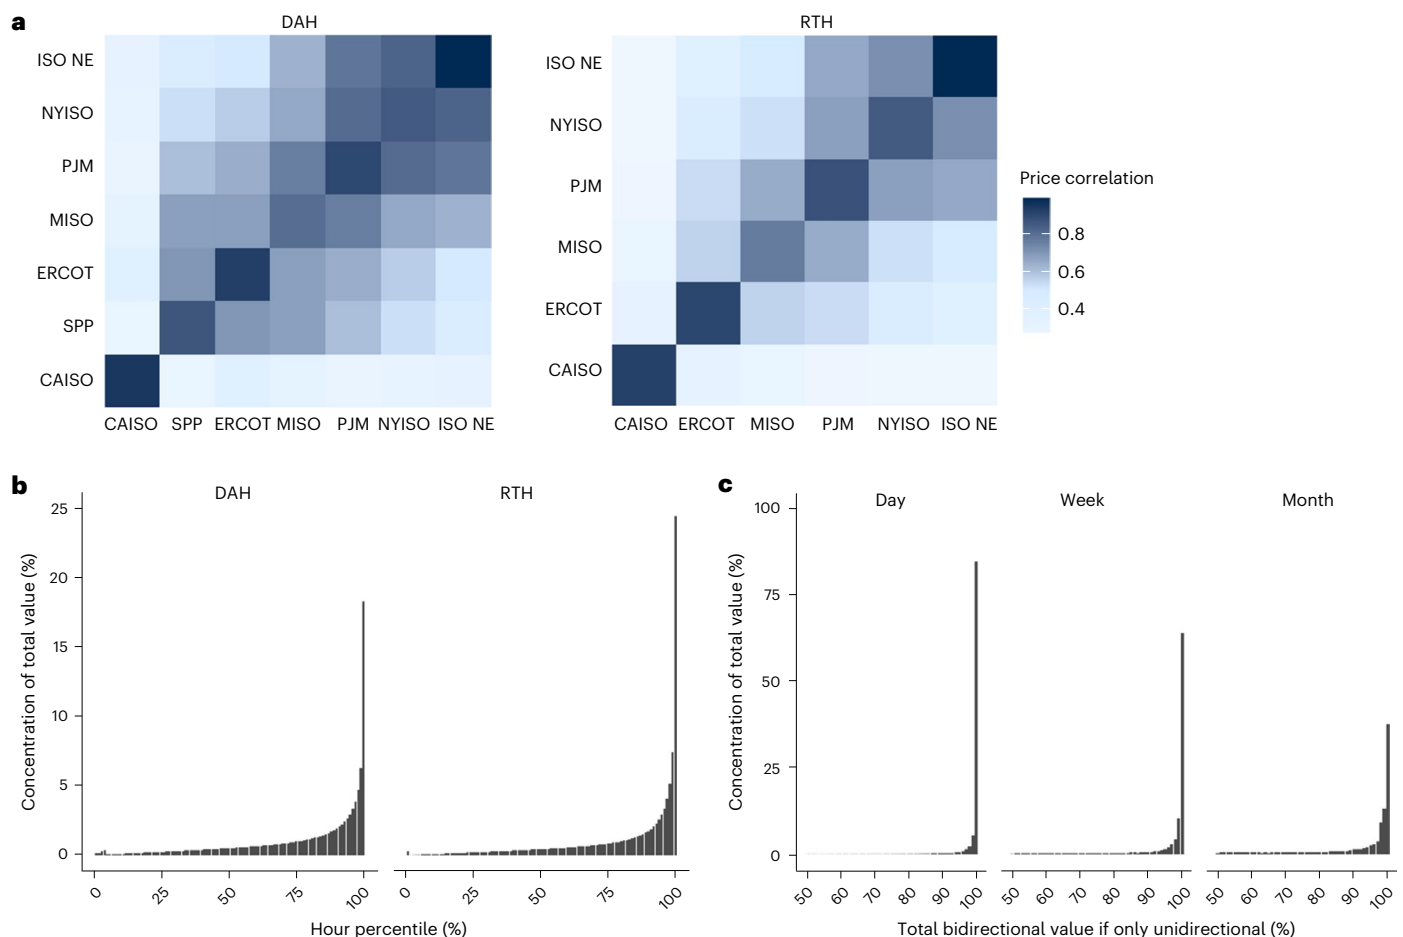 a
DAH
RTH
ISO NE
NYISO
PJM
MISO
ERCOT
SPP
CAISO
CAISO SPP ERCOT MISO PJM NYISO ISO NE
ISO NE
NYISO
PJM
MISO
ERCOT
CAISO
CAISO ERCOT MISO PJM NYISO ISO NE
Price correlation
0.8
0.6
0.4
b
DAH
RTH
Concentration of total value (%)
25
20
15
10
5
0
0 25 50 75 100
0 25 50 75 100
Hour percentile (%)
c
Day
Week
Month
Concentration of total value (%)
100
75
50
25
0
50 60 70 80 90 100
50 60 70 80 90 100
50 60 70 80 90 100
Total bidirectional value if only unidirectional (%)